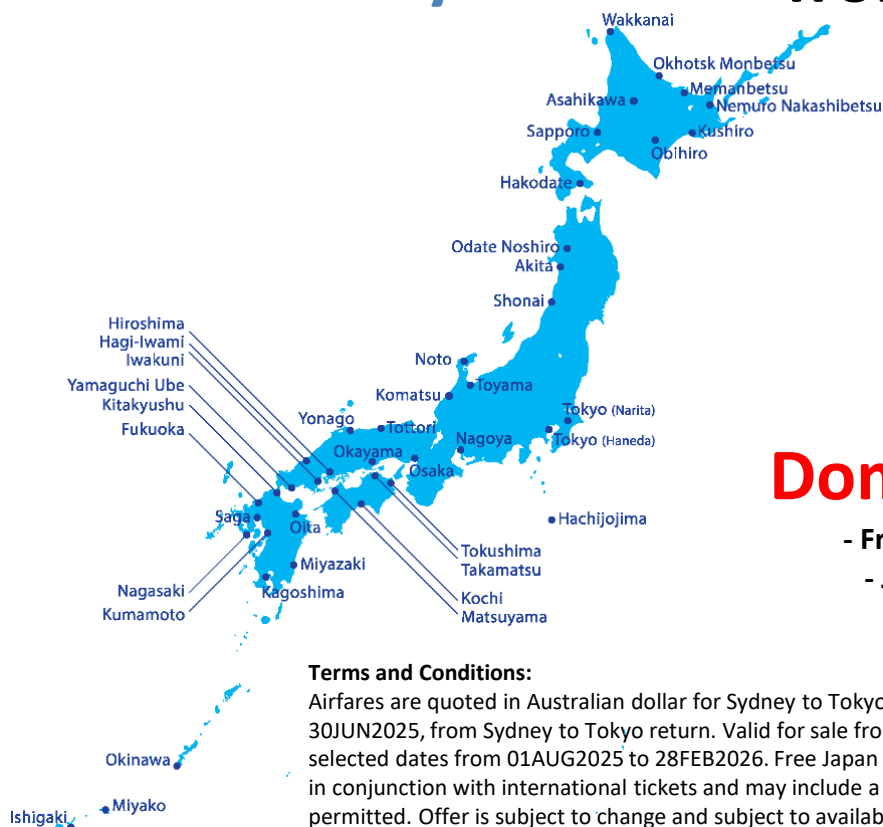 Wakkanai
Okhotsk Monbetsu
Memanbetsu
Asahikawa
Nemuro Nakashibetsu
Sapporo
Kushiro
Obihiro
Hakodate
Odate Noshiro
Akita
Shonai
Hiroshima
Hagi-Iwami
Iwakuni
Noto
Yamaguchi Ube
Toyama
Komatsu
Kitakyushu
Tokyo (Narita)
Yonago
Tottori
Fukuoka
Nagoya
Tokyo (Haneda)
Okayama
Osaka
Don
Saga
Oita
Hachijojima
- Fr
Tokushima
Miyazaki
Takamatsu
Nagasaki
Kagoshima
Kochi
Kumamoto
Matsuyama
Terms and Conditions:
Airfares are quoted in Australian dollar for Sydney to Tokyo
30JUN2025, from Sydney to Tokyo return. Valid for sale fro
selected dates from 01AUG2025 to 28FEB2026. Free Japan
in conjunction with international tickets and may include a
permitted. Offer is subject to change and subject to availab
Okinawa
Miyako
Ishigaki